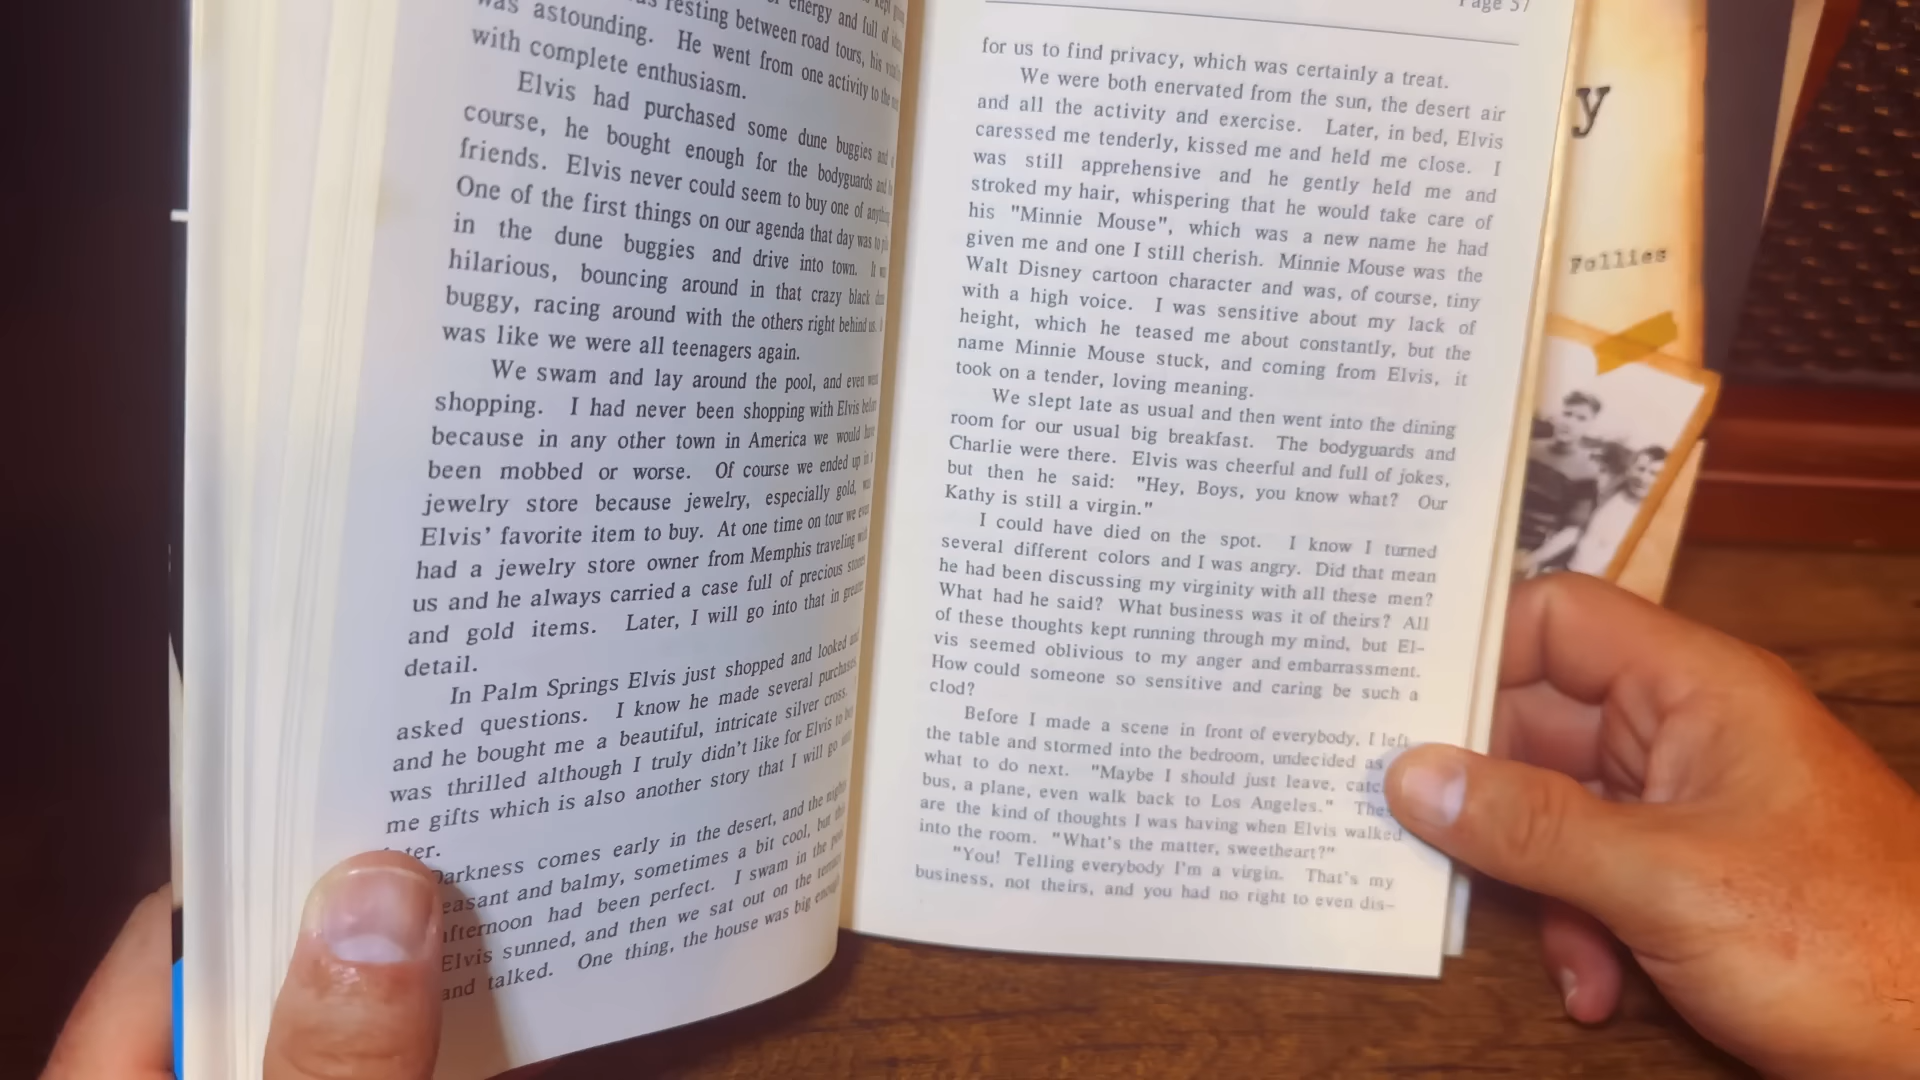 energy and full of
resting between road tours, his
was astounding. He went from one activity to the
with complete enthusiasm.
Elvis had purchased some dune buggies and
course, he bought enough for the bodyguards and
friends. Elvis never could seem to buy one of
One of the first things on our agenda that day was to
in the dune buggies and drive into town. It
hilarious, bouncing around in that crazy black
buggy, racing around with the others right behind us.
was like we were all teenagers again.
We swam and lay around the pool, and even
shopping. I had never been shopping with Elvis
because in any other town in America we would
been mobbed or worse. Of course we ended up in
jewelry store because jewelry, especially gold,
Elvis' favorite item to buy. At one time on tour we
had a jewelry store owner from Memphis traveling
us and he always carried a case full of precious
and gold items. Later, I will go into that in
detail.
In Palm Springs Elvis just shopped and looked
asked questions. I know he made several
and he bought me a beautiful, intricate silver cross.
was thrilled although I truly didn't like for Elvis to
me gifts which is also another story that I will go
Darkness comes early in the desert, and the
and balmy, sometimes a bit cool, but
afternoon had been perfect. I swam in the
Elvis sunned, and then we sat out on the
and talked. One thing, the house was big
Page 57
for us to find privacy, which was certainly a treat.
We were both enervated from the sun, the desert air
and all the activity and exercise. Later, in bed, Elvis
caressed me tenderly, kissed me and held me close. I
was still apprehensive and he gently held me and
stroked my hair, whispering that he would take care of
his "Minnie Mouse", which was a new name he had
given me and one I still cherish. Minnie Mouse was the
Walt Disney cartoon character and was, of course, tiny
with a high voice. I was sensitive about my lack of
height, which he teased me about constantly, but the
name Minnie Mouse stuck, and coming from Elvis, it
took on a tender, loving meaning.
We slept late as usual and then went into the dining
room for our usual big breakfast. The bodyguards and
Charlie were there. Elvis was cheerful and full of jokes,
but then he said: "Hey, Boys, you know what? Our
Kathy is still a virgin."
I could have died on the spot. I know I turned
several different colors and I was angry. Did that mean
he had been discussing my virginity with all these men?
What had he said? What business was it of theirs? All
of these thoughts kept running through my mind, but El-
vis seemed oblivious to my anger and embarrassment.
How could someone so sensitive and caring be such a
clod?
Before I made a scene in front of everybody, I left
the table and stormed into the bedroom, undecided as
what to do next. "Maybe I should just leave,
bus, a plane, even walk back to Los Angeles."
are the kind of thoughts I was having when Elvis walked
into the room. "What's the matter, sweetheart?"
"You! Telling everybody I'm a virgin. That's my
business, not theirs, and you had no right to even dis-
y
Follies